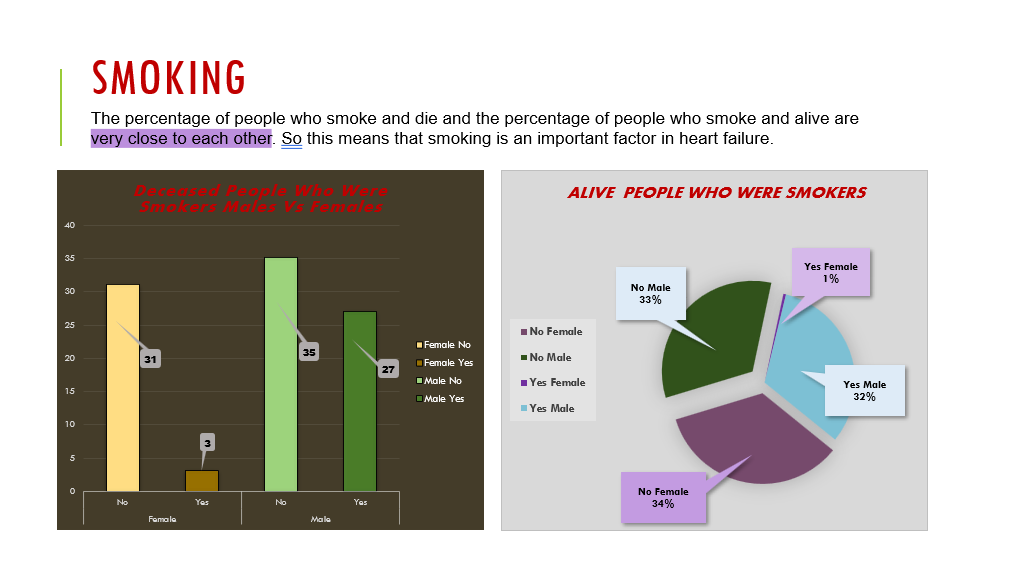 SMOKING
The percentage of people who smoke and die and the percentage of people who smoke and alive are
very close to each other. So this means that smoking is an important factor in heart failure.
Deceased People Who Were
Smokers Males Vs Females
40
35
30
25
20
15
10
5
0
31
3
35
27
No
Yes
No
Yes
Female
Male
Female No
Female Yes
Male No
Male Yes
ALIVE PEOPLE WHO WERE SMOKERS
No Female
No Male
Yes Female
Yes Male
No Male
33%
Yes Female
1%
Yes Male
32%
No Female
34%